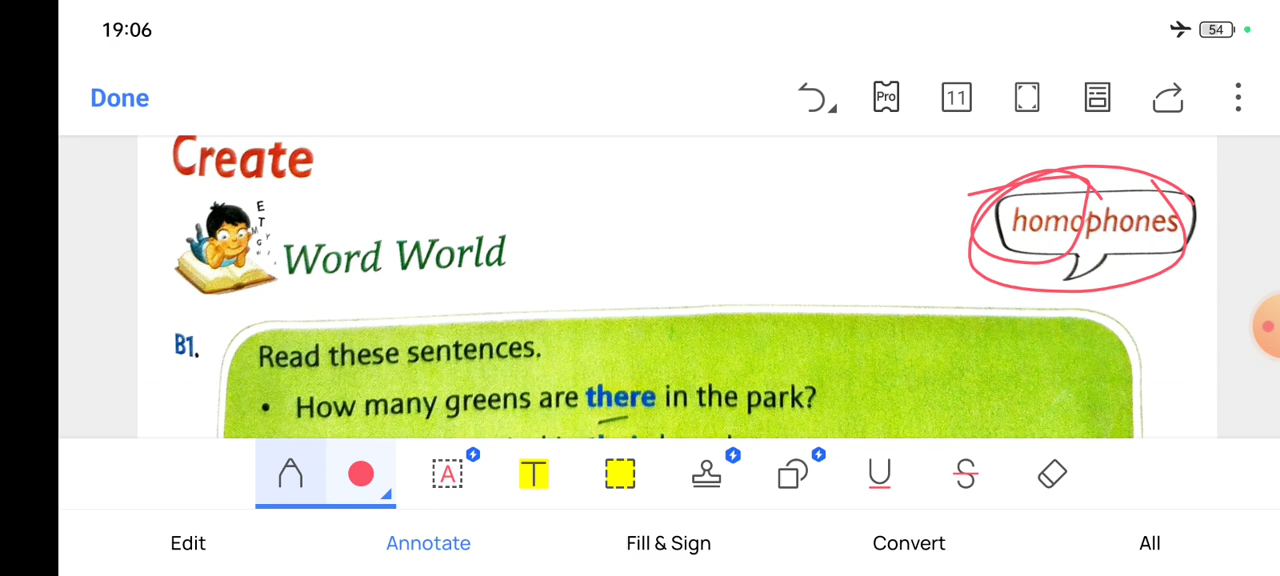 19:06
54
Done
Pro
11
Create
E
T
homophones
Word World
B1.
Read these sentences.
• How many greens are there in the park?
A
T
U
S
Edit
Annotate
Fill & Sign
Convert
All